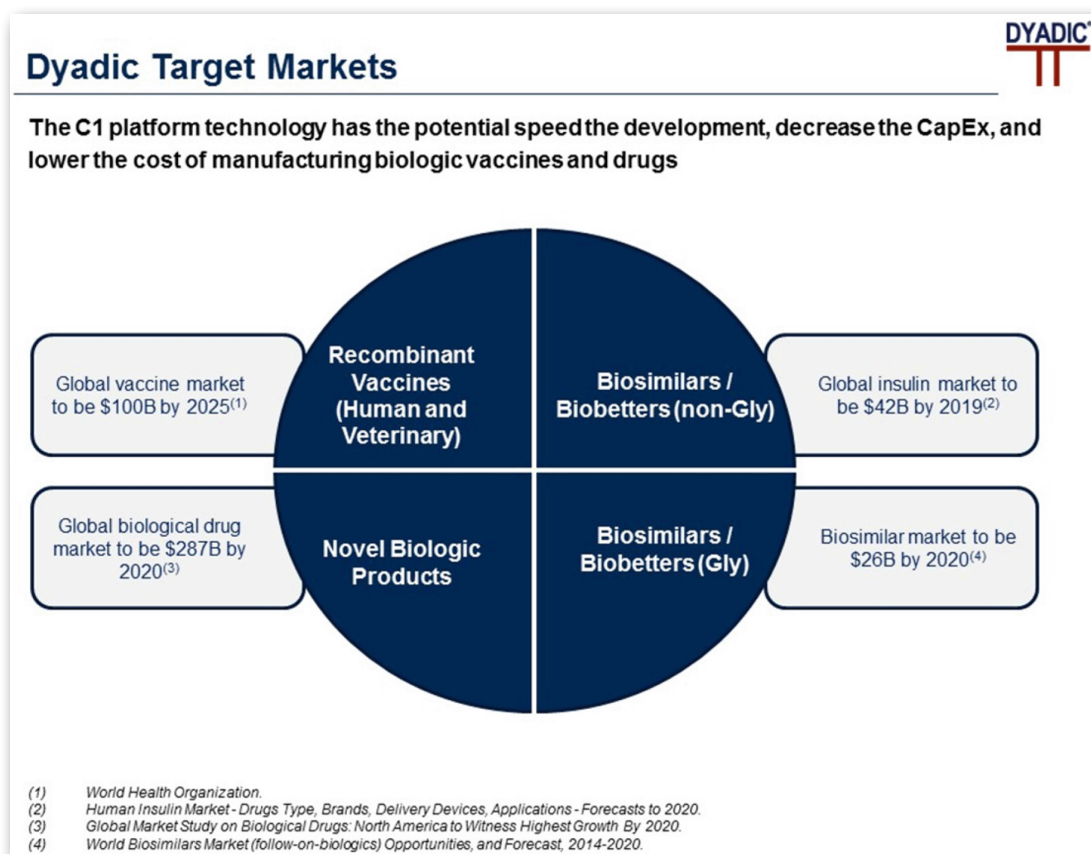 DYADIC
Dyadic Target Markets
The C1 platform technology has the potential speed the development, decrease the CapEx, and
lower the cost of manufacturing biologic vaccines and drugs
Global vaccine market
to be $100B by 2025(1)
Recombinant
Vaccines
(Human and
Veterinary)
Biosimilars /
Biobetters (non-Gly)
Global insulin market to
be $42B by 2019(2)
Global biological drug
market to be $287B by
2020(3)
Novel Biologic
Products
Biosimilars /
Biobetters (Gly)
Biosimilar market to be
$26B by 2020(4)
(1) World Health Organization.
(2) Human Insulin Market - Drugs Type, Brands, Delivery Devices, Applications - Forecasts to 2020.
(3) Global Market Study on Biological Drugs: North America to Witness Highest Growth By 2020.
(4) World Biosimilars Market (follow-on-biologics) Opportunities, and Forecast, 2014-2020.